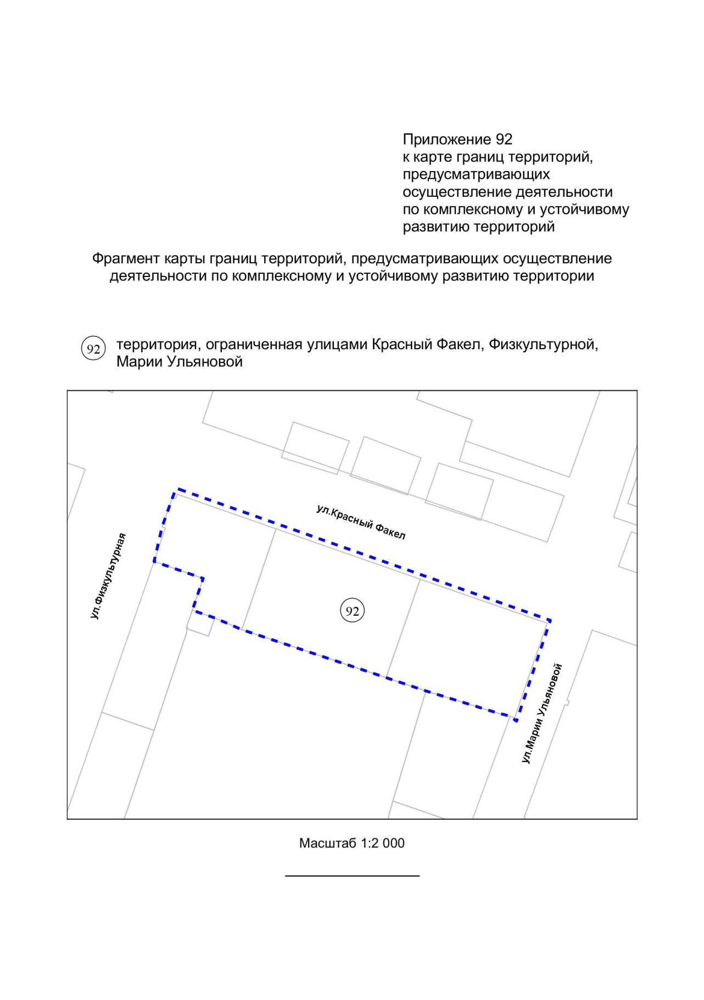 Приложение 92
к карте границ территорий,
предусматривающих
осуществление деятельности
по комплексному и устойчивому
развитию территорий
Фрагмент карты границ территорий, предусматривающих осуществление
деятельности по комплексному и устойчивому развитию территории
92 территория, ограниченная улицами Красный Факел, Физкультурной,
Марии Ульяновой
ул.Красный Факел
ул.Физкультурная
92
ул.Марии Ульяновой
Масштаб 1:2 000